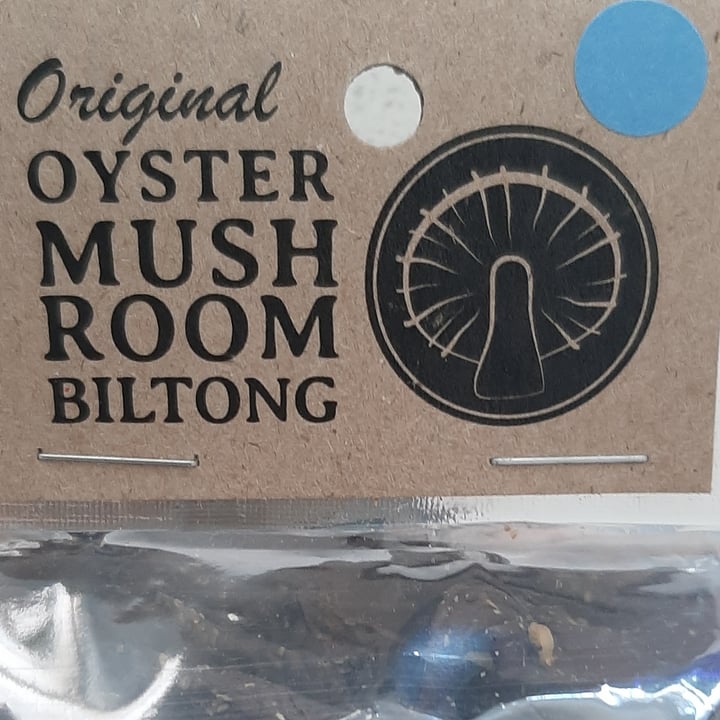 Original
OYSTER
MUSH
ROOM
BILTONG